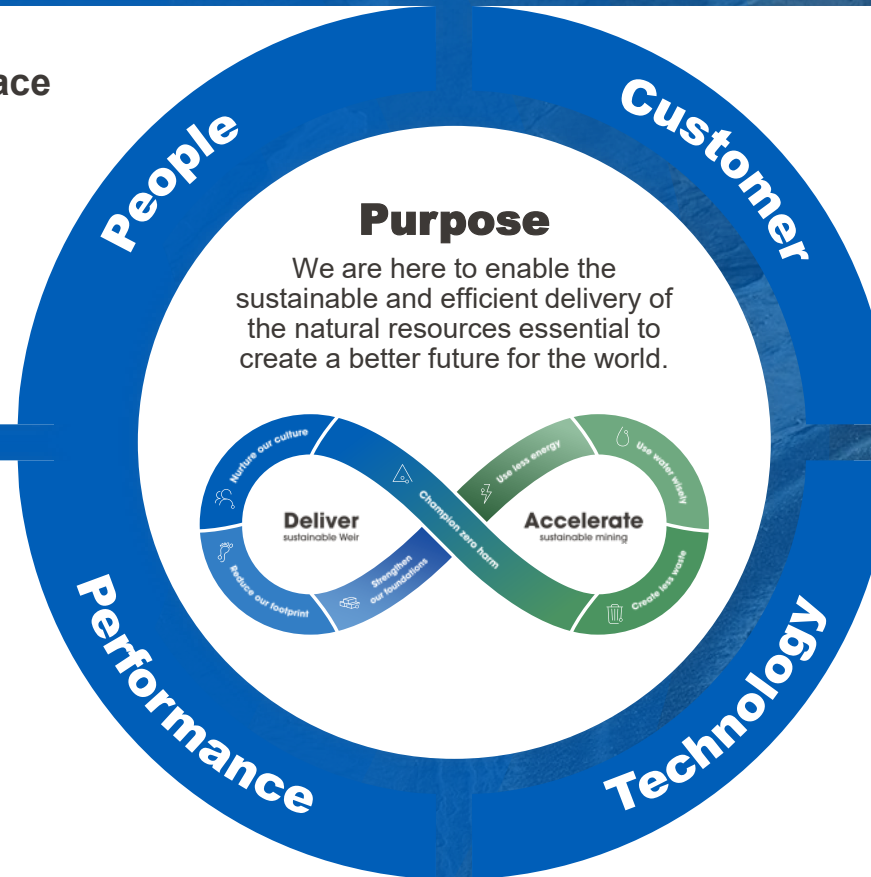 ace
People
Customer
Purpose
We are here to enable the
sustainable and efficient delivery of
the natural resources essential to
create a better future for the world.
Nurture our culture
Champion zero harm
Use less energy
Use water wisely
Deliver
sustainable Weir
Accelerate
sustainable mining
Reduce our footprint
Strengthen
our foundations
Create less waste
Performance
Technology